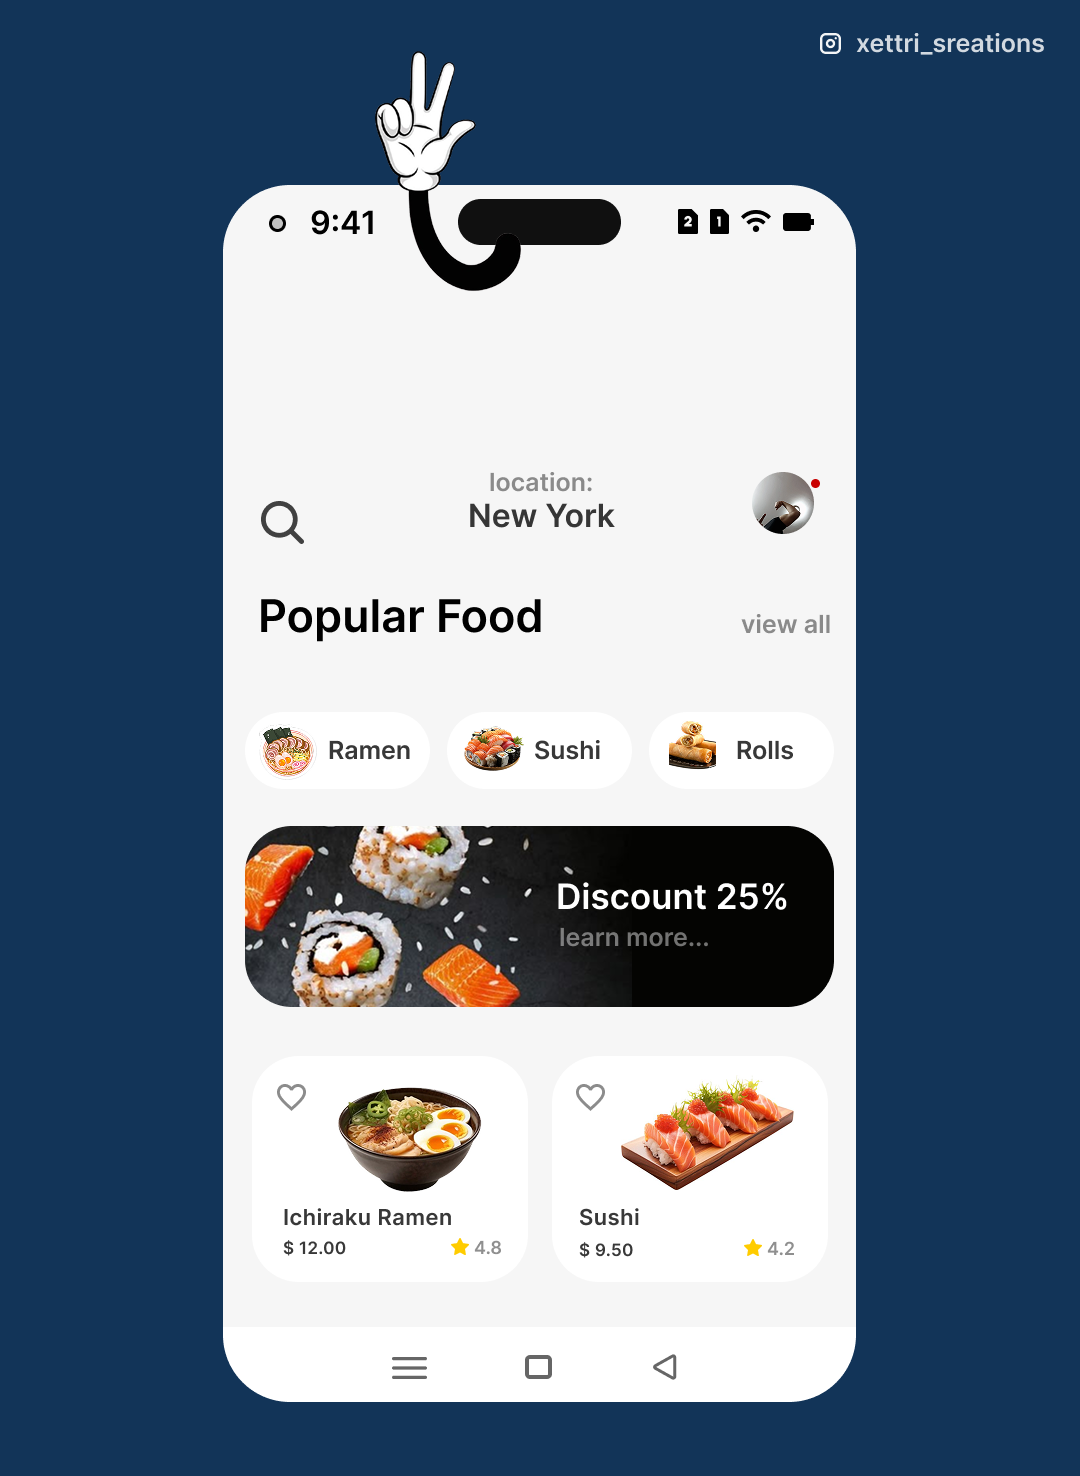 xettri_sreations
9:41
2 1
location:
New York
Popular Food
view all
Ramen
Sushi
Rolls
Discount 25%
learn more...
Ichiraku Ramen
$ 12.00
4.8
Sushi
$ 9.50
4.2